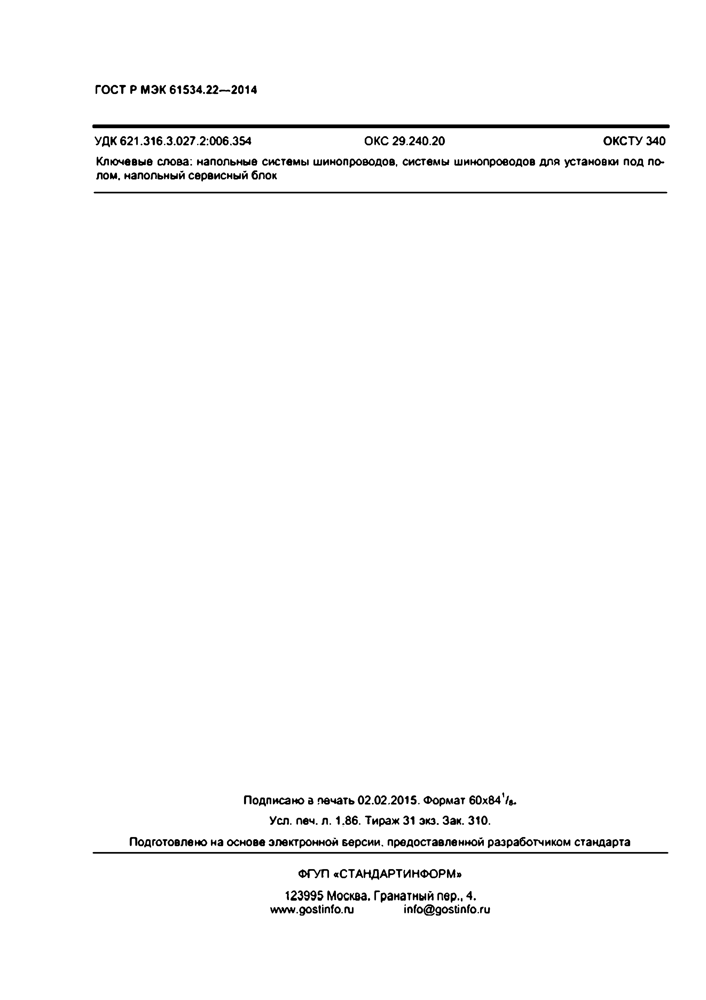 ГОСТ Р МЭК 61534.22—2014
УДК 621.316.3.027.2:006.354 ОКС 29.240.20 ОКСТУ 340
Ключевые слова: напольные системы шинопроводов, системы шинопроводов для установки под по-
лом, напольный сервисный блок
Подписано в печать 02.02.2015. Формат 60x84 1/8.
Усл. печ. л. 1,86. Тираж 31 экз. Зак. 310.
Подготовлено на основе электронной версии, предоставленной разработчиком стандарта
ФГУП «СТАНДАРТИНФОРМ»
123995 Москва, Гранатный пер., 4.
www.gostinfo.ru info@gostinfo.ru